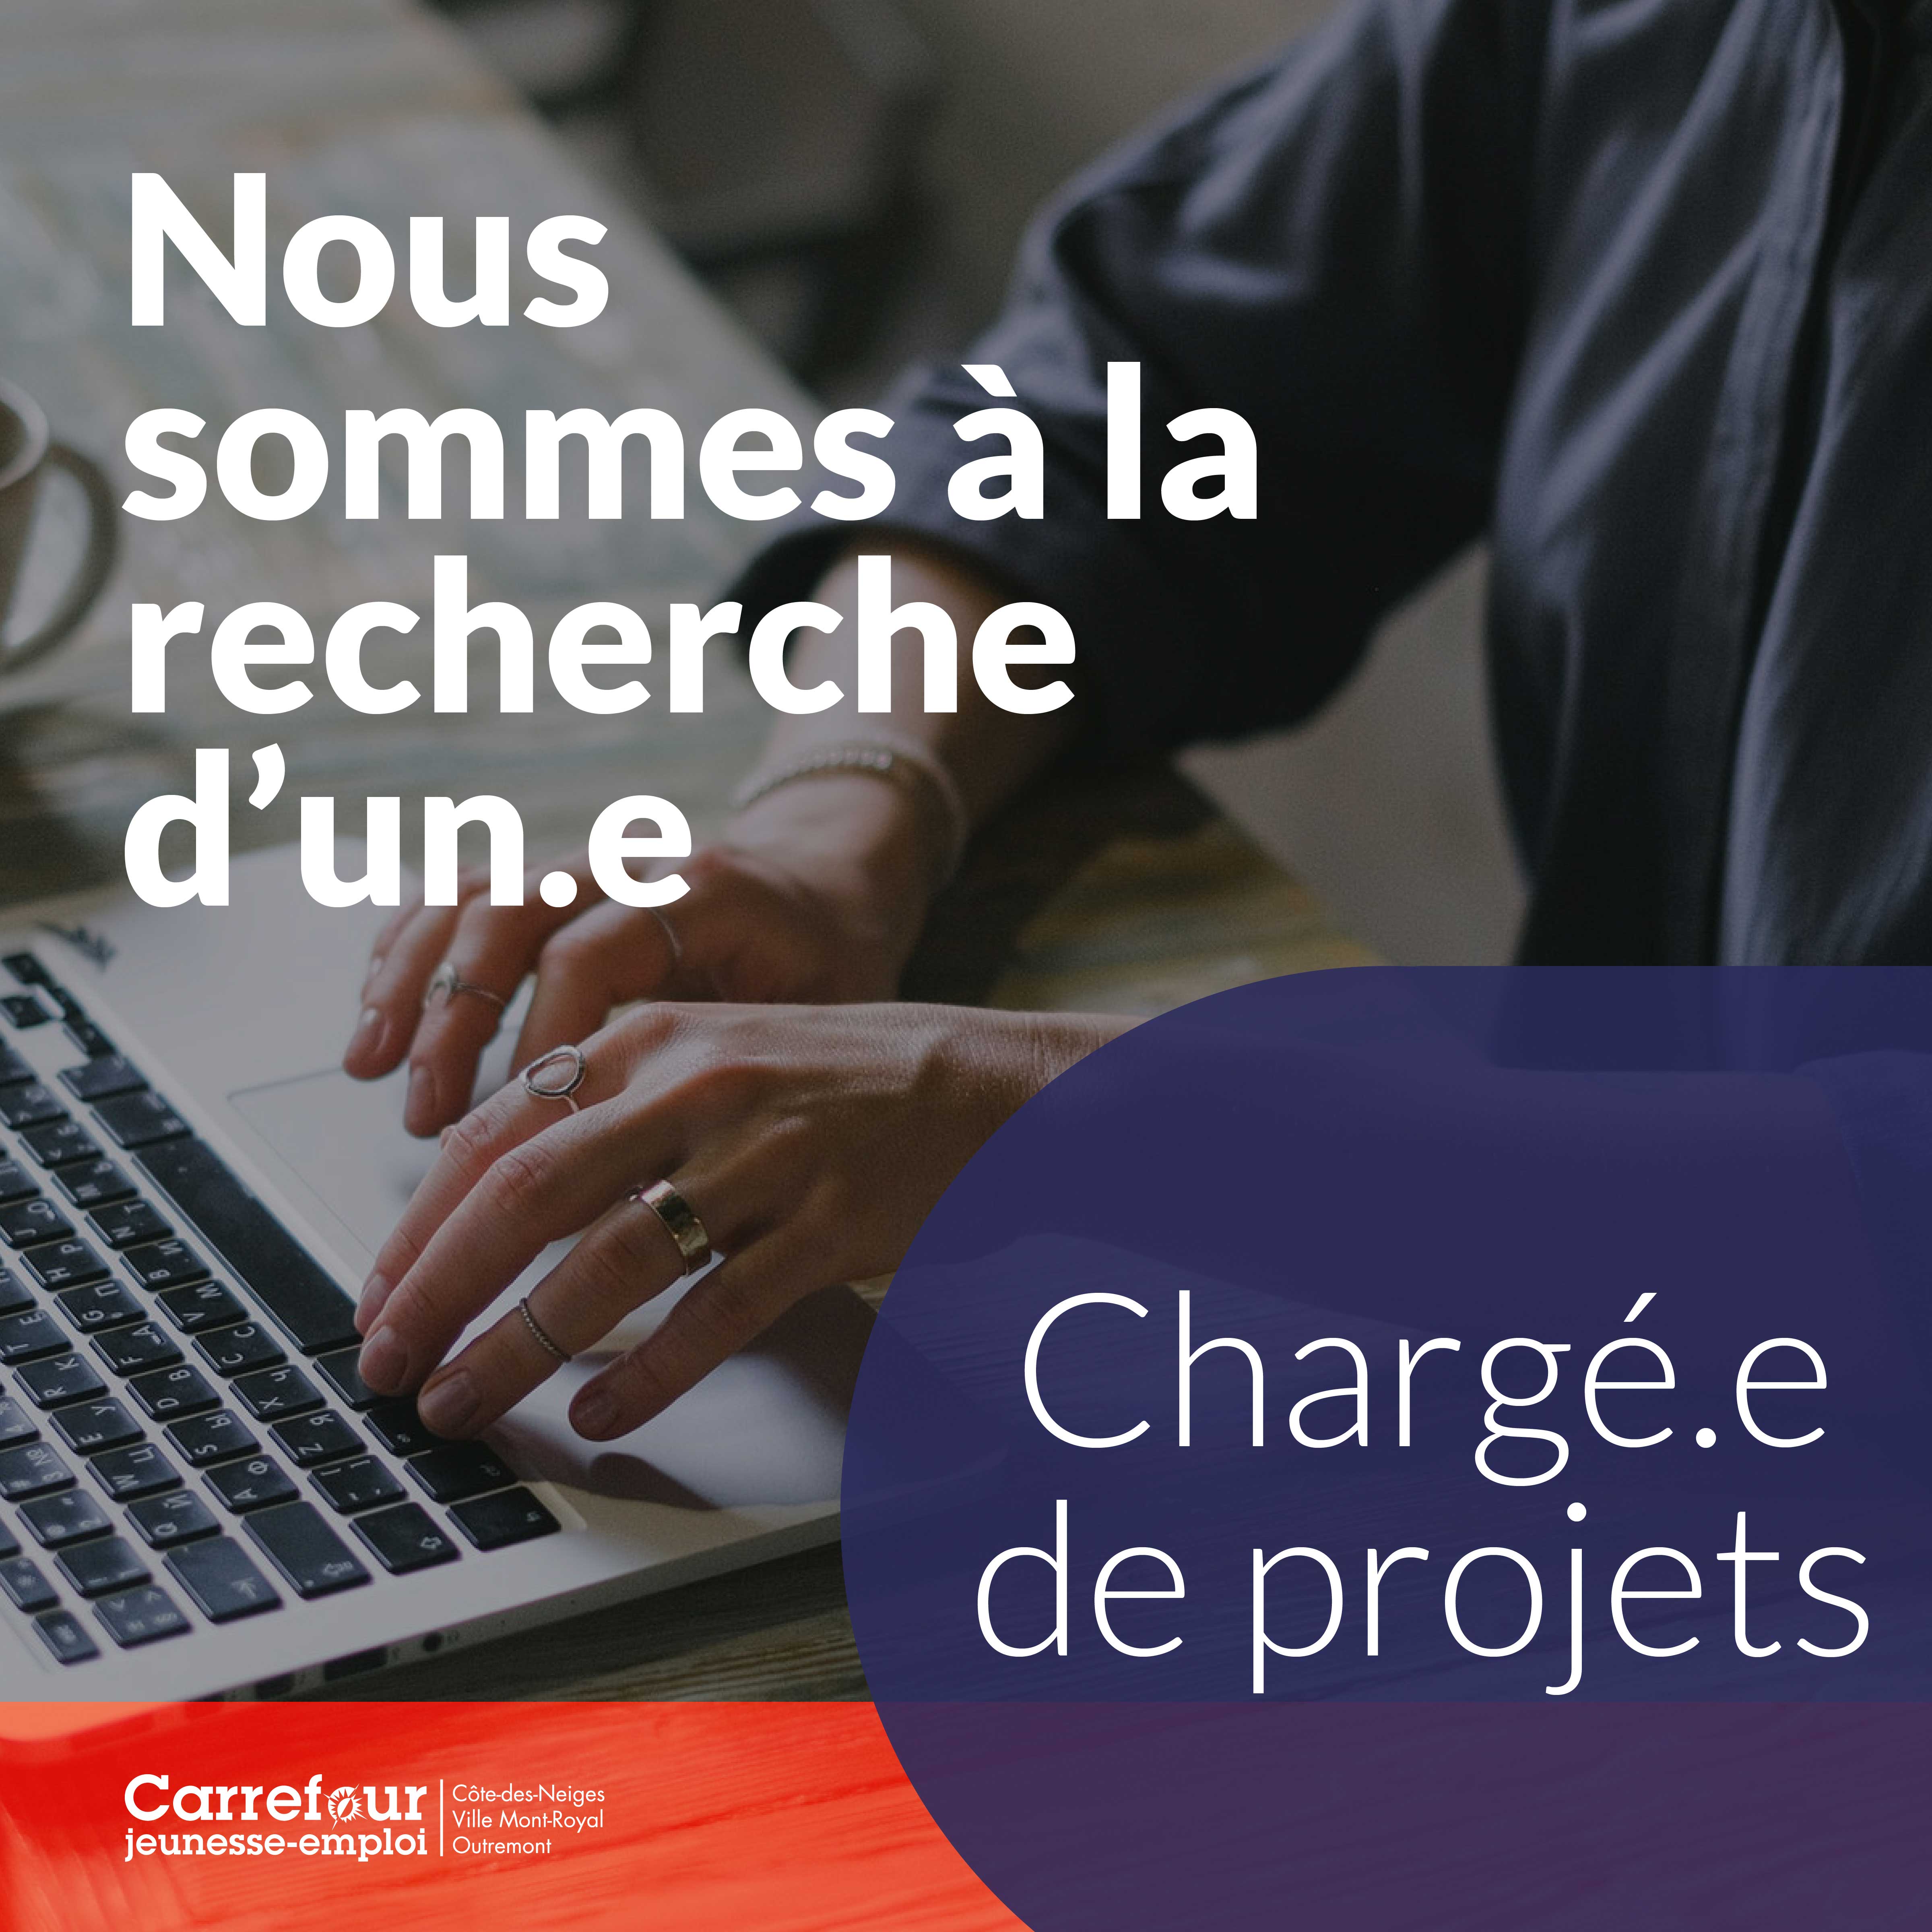 Nous
sommes à la
recherche
d’un.e
Chargé.e
de projets
Carrefour
jeunesse-emploi
Côte-des-Neiges
Ville Mont-Royal
Outremont